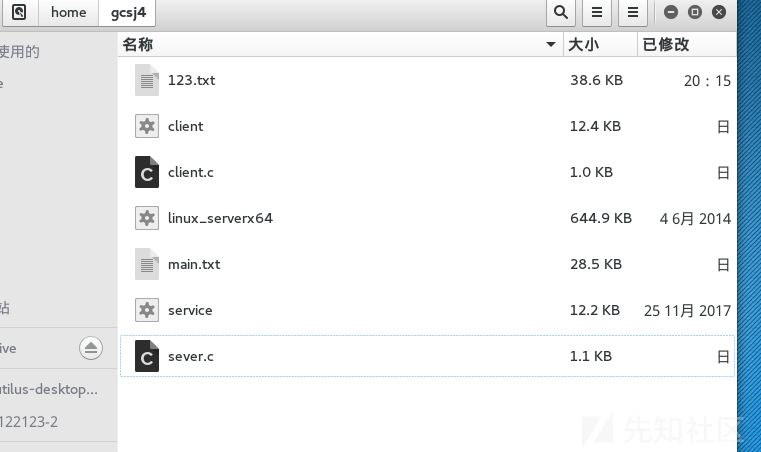 home gcsj4
名称 大小 已修改
使用的
e
123.txt 38.6 KB 20：15
client 12.4 KB 日
client.c 1.0 KB 日
linux_serverx64 644.9 KB 4 6月 2014
main.txt 28.5 KB 日
站
service 12.2 KB 25 11月 2017
ive
sever.c 1.1 KB 日
utilus-desktop...
122123-2
先知社区